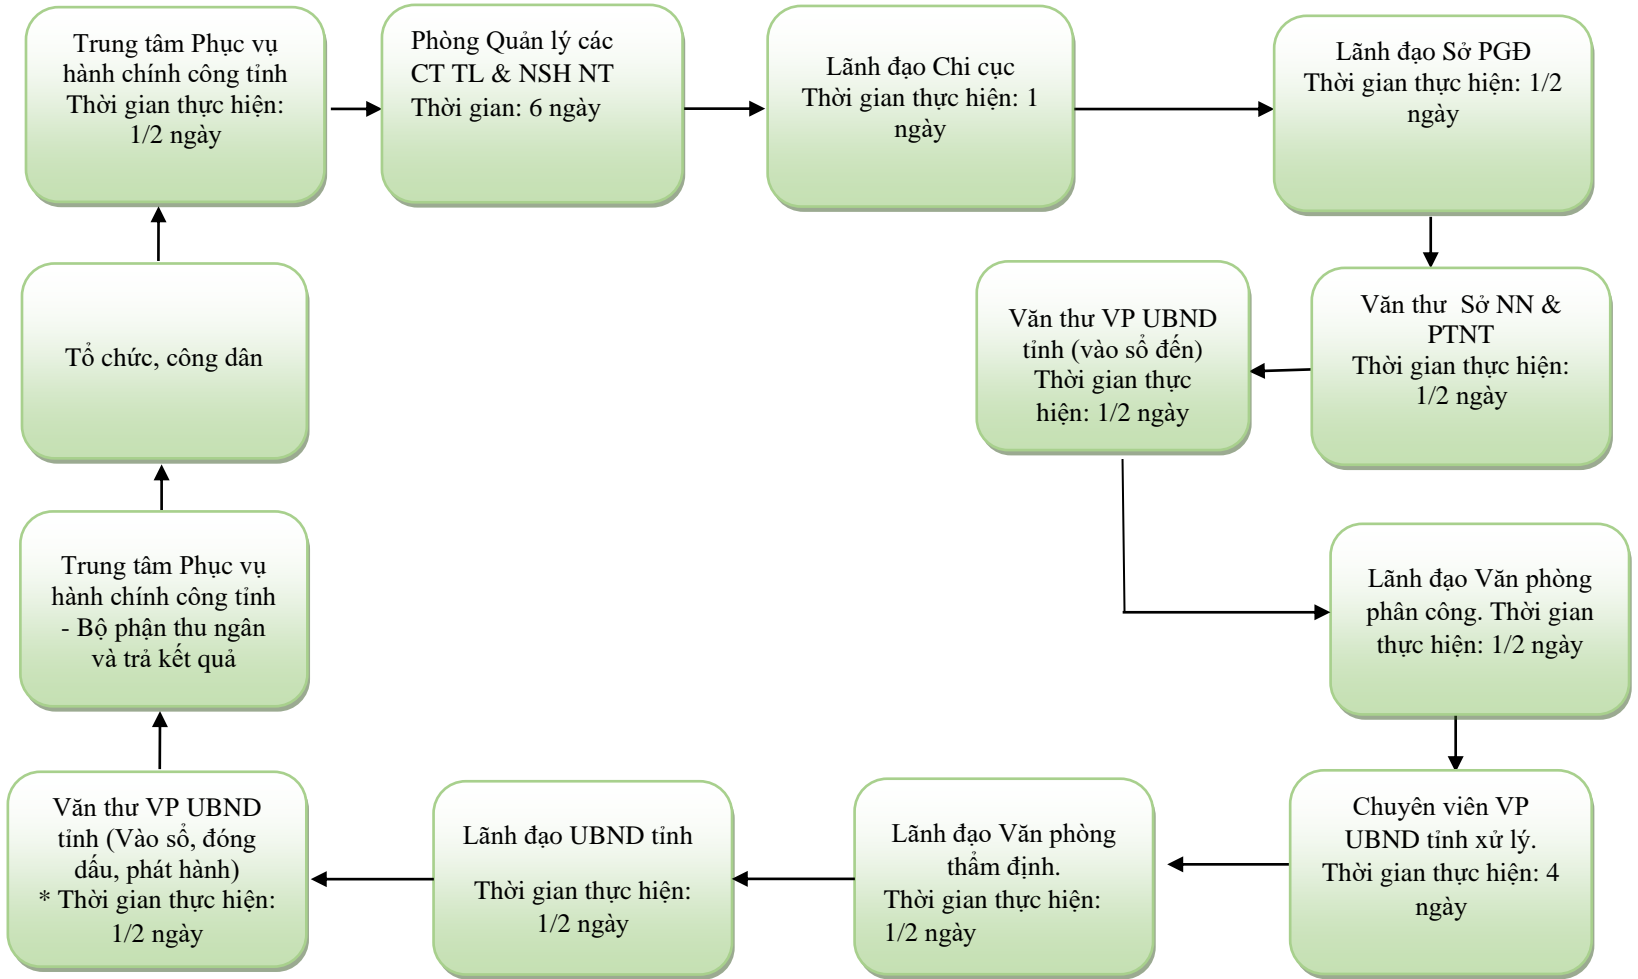 Trung tâm Phục vụ
hành chính công tỉnh
Thời gian thực hiện:
1/2 ngày
Phòng Quản lý các
CT TL & NSH NT
Thời gian: 6 ngày
Lãnh đạo Chi cục
Thời gian thực hiện: 1
ngày
Lãnh đạo Sở PGĐ
Thời gian thực hiện: 1/2
ngày
Văn thư Sở NN &
PTNT
Thời gian thực hiện:
1/2 ngày
Văn thư VP UBND
tỉnh (vào sổ đến)
Thời gian thực
hiện: 1/2 ngày
Lãnh đạo Văn phòng
phân công. Thời gian
thực hiện: 1/2 ngày
Chuyên viên VP
UBND tỉnh xử lý.
Thời gian thực hiện: 4
ngày
Lãnh đạo Văn phòng
thẩm định.
Thời gian thực hiện:
1/2 ngày
Lãnh đạo UBND tỉnh
Thời gian thực hiện:
1/2 ngày
Văn thư VP UBND
tỉnh (Vào sổ, đóng
dấu, phát hành)
* Thời gian thực hiện:
1/2 ngày
Trung tâm Phục vụ
hành chính công tỉnh
- Bộ phận thu ngân
và trả kết quả
Tổ chức, công dân